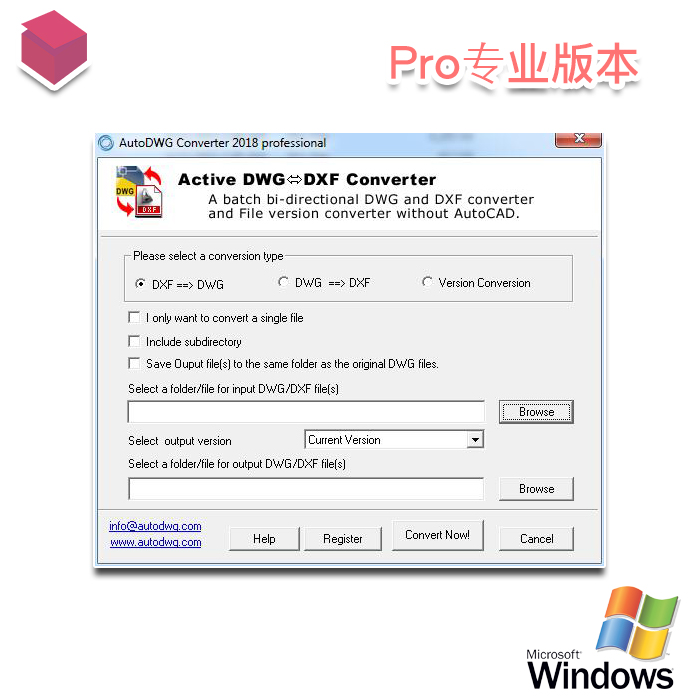 Pro专业版本
AutoDWG Converter 2018 professional
Active DWG⇔DXF Converter
A batch bi-directional DWG and DXF converter
and File version converter without AutoCAD.
DWG
DXF
Please select a conversion type
DXF ==> DWG
DWG ==> DXF
Version Conversion
I only want to convert a single file
Include subdirectory
Save Ouput file(s) to the same folder as the original DWG files.
Select a folder/file for input DWG/DXF file(s)
Browse
Select output version
Current Version
Select a folder/file for output DWG/DXF file(s)
Browse
info@autodwg.com
www.autodwg.com
Help
Register
Convert Now!
Cancel
Microsoft
Windows